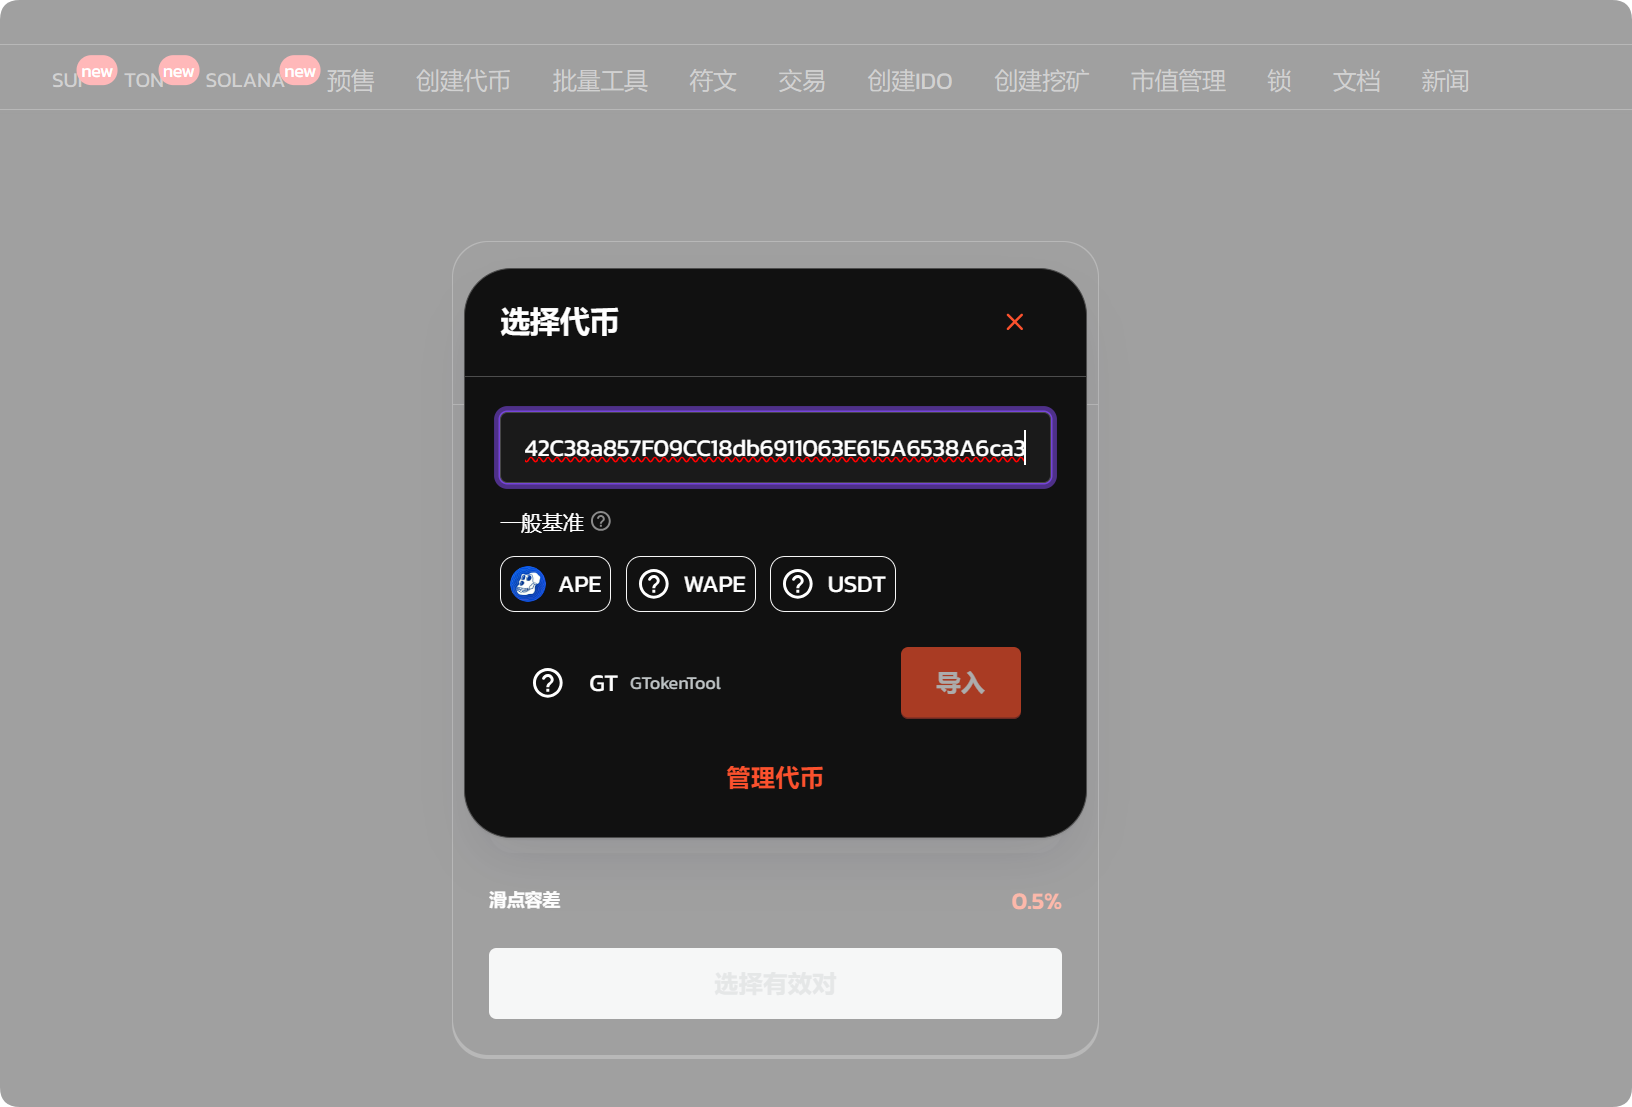 SUI new TON new SOLANA new 预售 创建代币 批量工具 符文 交易 创建IDO 创建挖矿 市值管理 锁 文档 新闻
选择代币
42C38a857F09CC18db6911063E615A6538A6ca3
一般基准
APE WAPE USDT
GT GTokenTool 导入
管理代币
滑点容差 0.5%
选择有效对